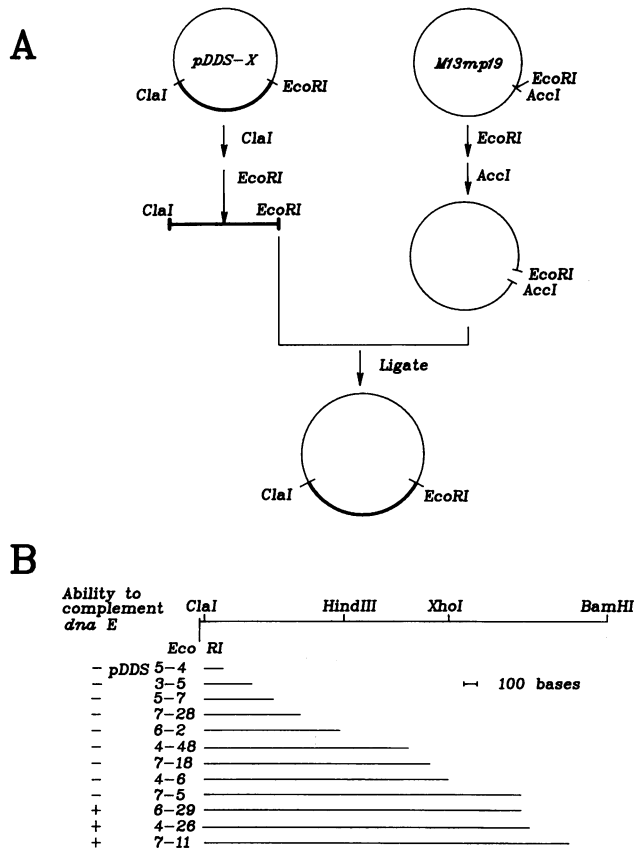 A
pDDS-X
M13mp19
ClaI
EcoRI
EcoRI
AccI
ClaI
EcoRI
EcoRI
AccI
ClaI
EcoRI
EcoRI
AccI
Ligate
ClaI
EcoRI
B
Ability to
complement
dna E
ClaI
HindIII
XhoI
BamHI
Eco RI
100 bases
- pDDS 5-4
- 3-5
- 5-7
- 7-28
- 6-2
- 4-48
- 7-18
- 4-6
- 7-5
+ 6-29
+ 4-26
+ 7-11